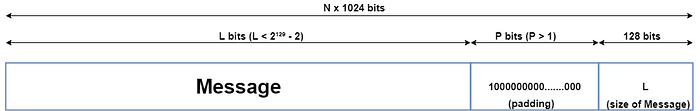 N x 1024 bits
L bits (L < 2¹²⁹ - 2)
P bits (P > 1)
128 bits
Message
1000000000.......000
(padding)
L
(size of Message)